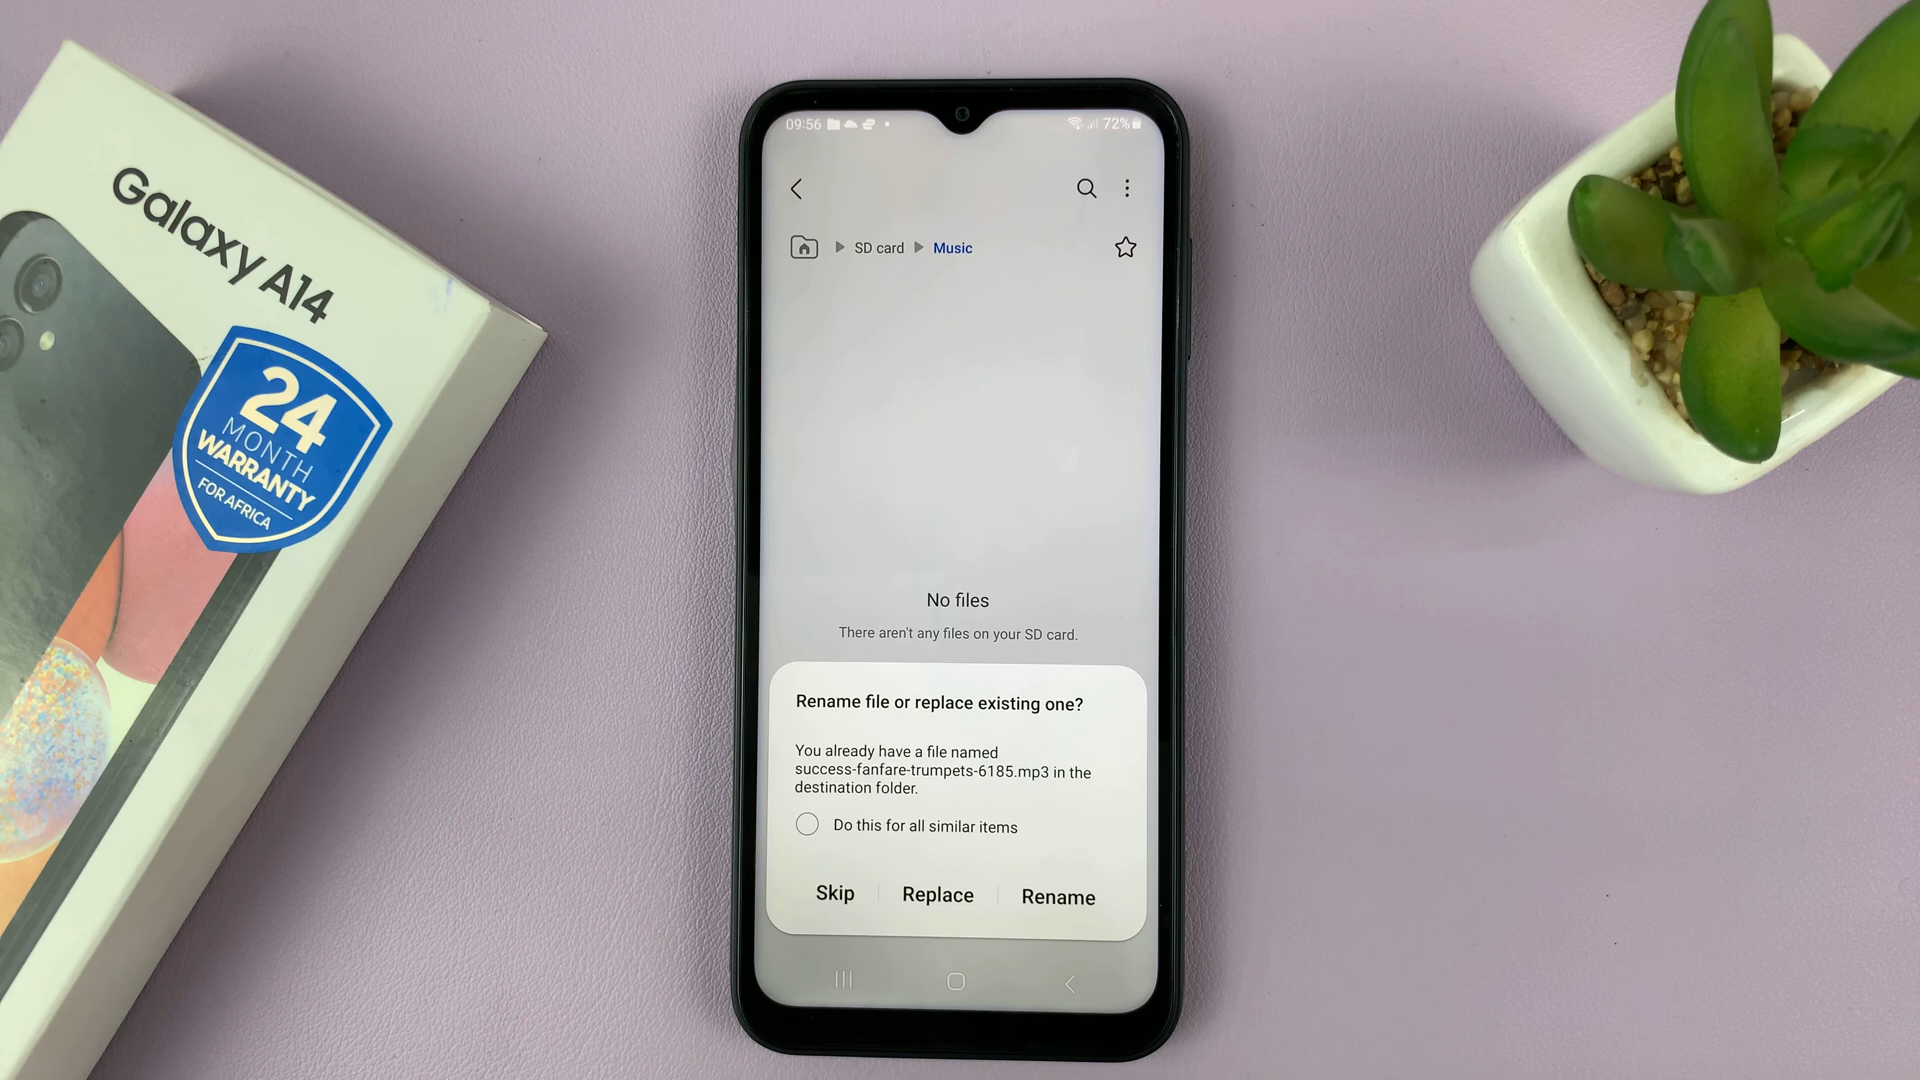 Galaxy A14
24
MONTH
WARRANTY
FOR AFRICA
09:56
72%
SD card
Music
No files
There aren't any files on your SD card.
Rename file or replace existing one?
You already have a file named
success-fanfare-trumpets-6185.mp3 in the
destination folder.
Do this for all similar items
Skip
Replace
Rename